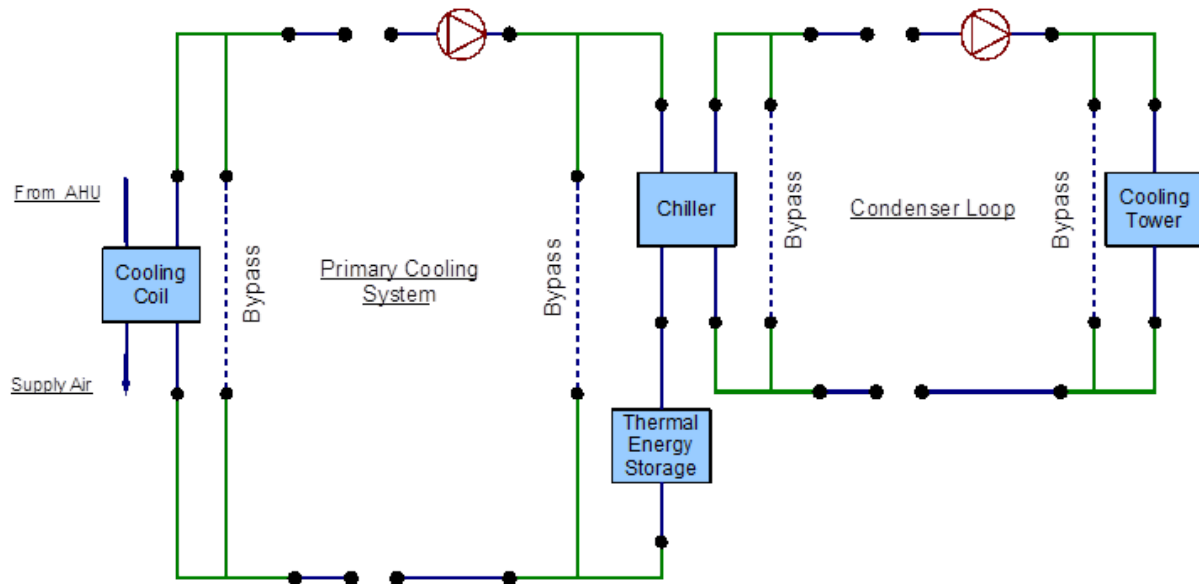 From AHU
Cooling
Coil
Supply Air
Bypass
Primary Cooling
System
Bypass
Chiller
Thermal
Energy
Storage
Bypass
Condenser Loop
Bypass
Cooling
Tower